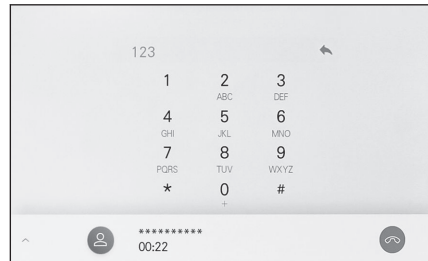 123
1 2 3
ABC DEF
4 5 6
GHI JKL MNO
7 8 9
PQRS TUV WXYZ
* 0 #
+
**********
00:22